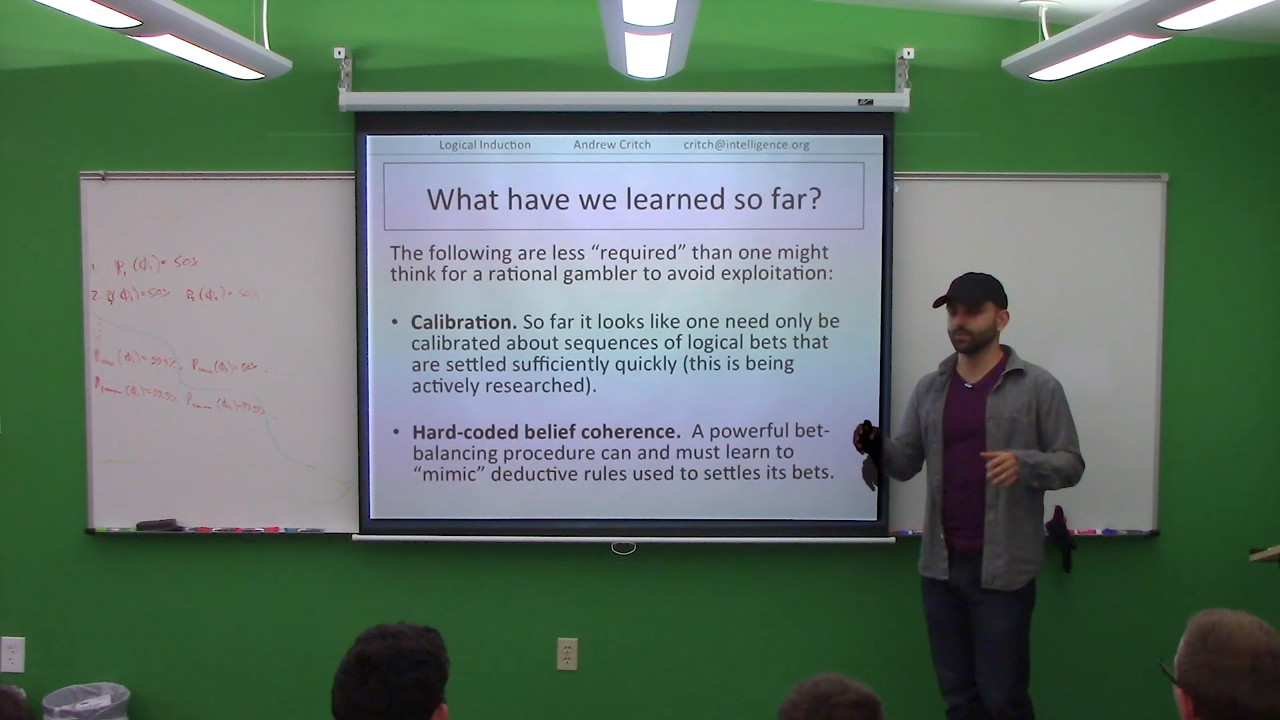 Logical Induction Andrew Critch critch@intelligence.org
What have we learned so far?
The following are less “required” than one might
think for a rational gambler to avoid exploitation:
• Calibration. So far it looks like one need only be
calibrated about sequences of logical bets that
are settled sufficiently quickly (this is being
actively researched).
• Hard-coded belief coherence. A powerful bet-
balancing procedure can and must learn to
“mimic” deductive rules used to settles its bets.